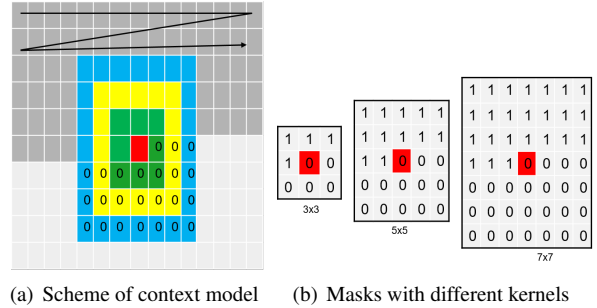 0 0 0
0 0 0 0 0 0 0
0 0 0 0 0 0 0
0 0 0 0 0 0 0
(a) Scheme of context model
1 1 1
1 0 0
0 0 0
3x3
1 1 1 1 1
1 1 1 1 1
1 1 0 0 0
0 0 0 0 0
0 0 0 0 0
5x5
1 1 1 1 1 1 1
1 1 1 1 1 1 1
1 1 1 1 1 1 1
1 1 1 0 0 0 0
0 0 0 0 0 0 0
0 0 0 0 0 0 0
0 0 0 0 0 0 0
7x7
(b) Masks with different kernels